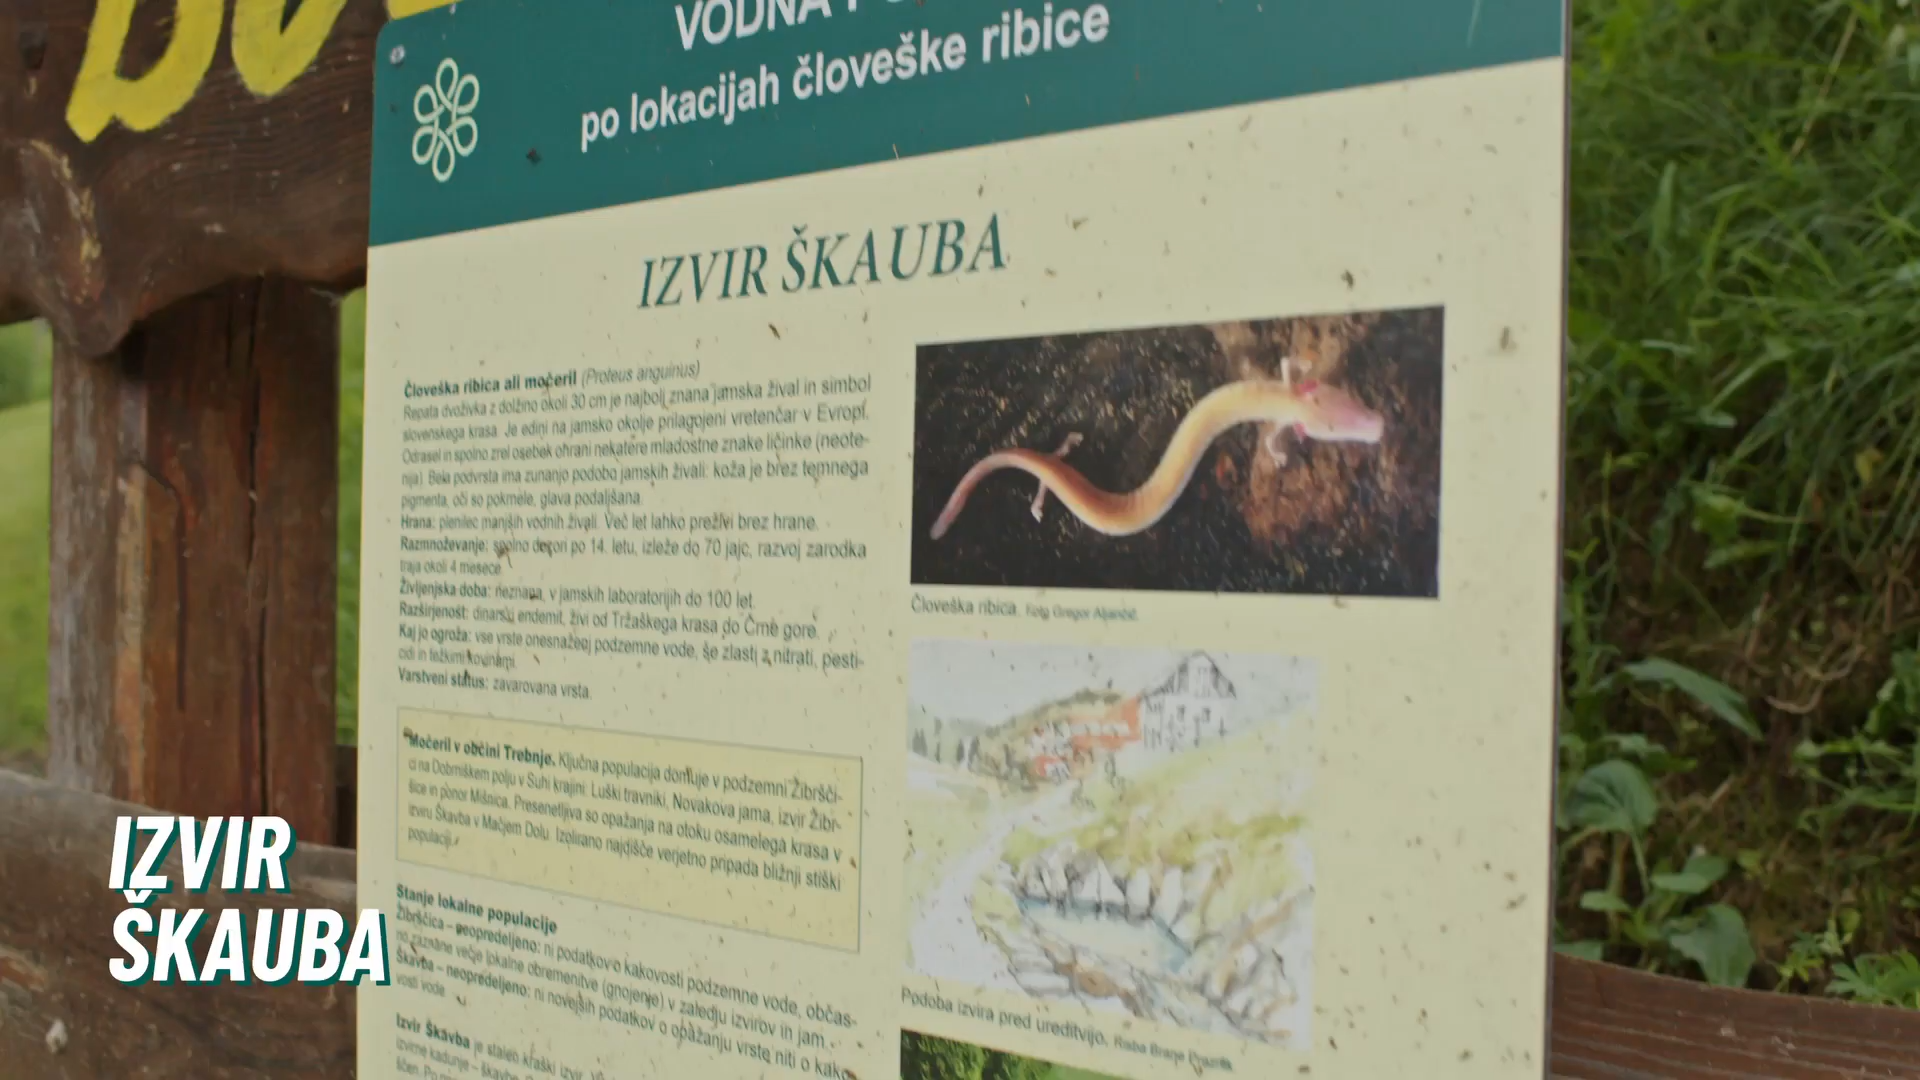 VODNA
po lokacijah človeške ribice
IZVIR ŠKAUBA
Človeška ribica ali močeril (Proteus anguinus)
Repata dvoživka z dolžino okoli 30 cm je najbolj znana jamska žival in simbol
slovenskega krasa. Je edini na jamsko okolje prilagojeni vretenčar v Evropi.
Odrasel in spolno zrel osebek ohrani nekatere mladostne znake ličinke (neote-
nija). Bela podvrsta ima zunanjo podobo jamskih živali: koža je brez temnega
pigmenta, oči so pokrnele, glava podaljšana.
Hrana: plenilec manjših vodnih živali. Več let lahko preživi brez hrane.
Razmnoževanje: spolno dozori po 14. letu, izleže do 70 jajc, razvoj zarodka
traja okoli 4 mesece.
Življenjska doba: neznana, v jamskih laboratorijih do 100 let.
Razširjenost: dinarski endemit, živi od Tržaškega krasa do Črne gore.
Kaj jo ogroža: vse vrste onesnaženj podzemne vode, še zlasti z nitrati, pesti-
cidi in težkimi kovinami.
Varstveni status: zavarovana vrsta.
Močeril v občini Trebnje. Ključna populacija domuje v podzemni Žibršči-
ci na Dobrniškem polju v Suhi krajini: Luški travniki, Novakova jama, izvir Žibr-
šice in ponor Mišnica. Presenetljiva so opažanja na otoku osamelega krasa v
izviru Škavba v Mačjem Dolu. Izolirano najdišče verjetno pripada bližnji stiški
populaciji.
Stanje lokalne populacije
Žibrščica – neopredeljeno: ni podatkov o kakovosti podzemne vode, občas-
no zaznane večje lokalne obremenitve (gnojenje) v zaledju izvirov in jam.
Škavba – neopredeljeno: ni novejših podatkov o opažanju vrste niti o kako-
vosti vode.
Izvir Škavba je stalen kraški izvir.
izvirne kadunje – škavbe.
Človeška ribica. Foto Gregor Aljančič.
Podoba izvira pred ureditvijo. Risba Brane
IZVIR
ŠKAUBA